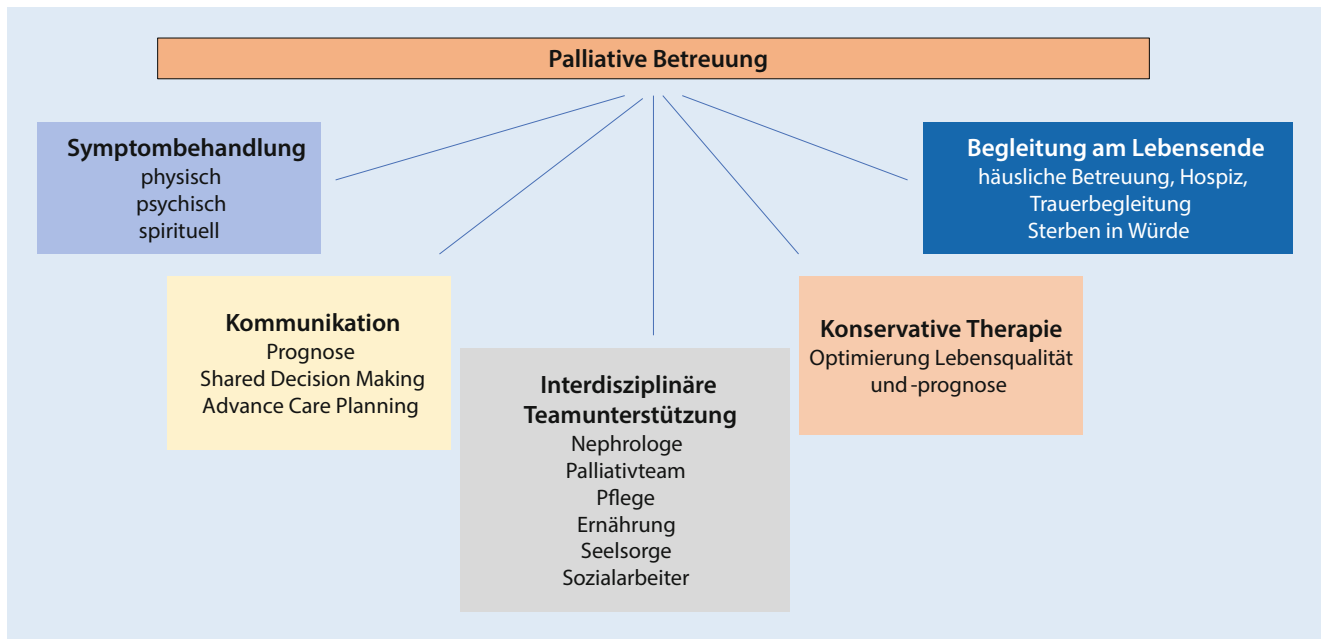 Palliative Betreuung
Symptombehandlung
physisch
psychisch
spirituell
Kommunikation
Prognose
Shared Decision Making
Advance Care Planning
Interdisziplinäre
Teamunterstützung
Nephrologe
Palliativteam
Pflege
Ernährung
Seelsorge
Sozialarbeiter
Konservative Therapie
Optimierung Lebensqualität
und -prognose
Begleitung am Lebensende
häusliche Betreuung, Hospiz,
Trauerbegleitung
Sterben in Würde